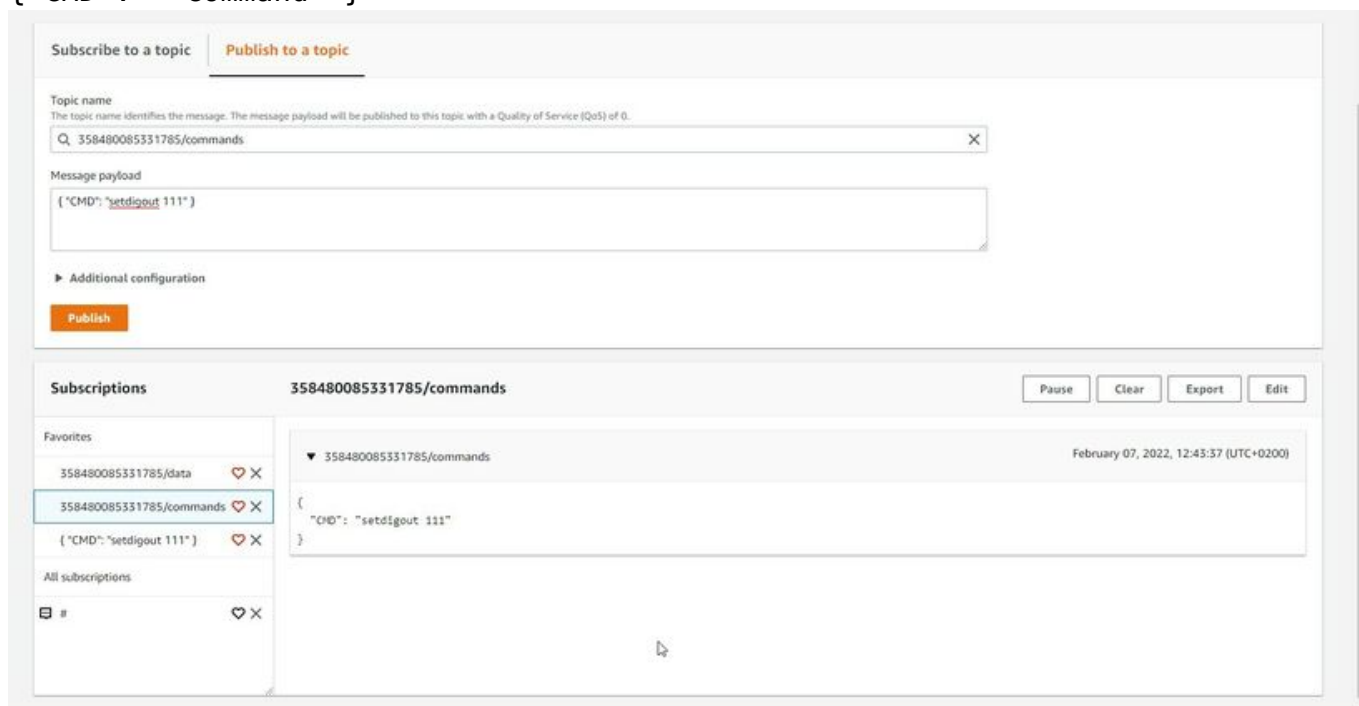 Subscribe to a topic
Publish to a topic
Topic name
The topic name identifies the message. The message payload will be published to this topic with a Quality of Service (QoS) of 0.
358480085331785/commands
Message payload
{ "CMD": "setdigout 111" }
Additional configuration
Publish
Subscriptions
358480085331785/commands
Pause
Clear
Export
Edit
Favorites
358480085331785/data
358480085331785/commands
{ "CMD": "setdigout 111" }
All subscriptions
#
358480085331785/commands
February 07, 2022, 12:43:37 (UTC+0200)
{
"CMD": "setdigout 111"
}